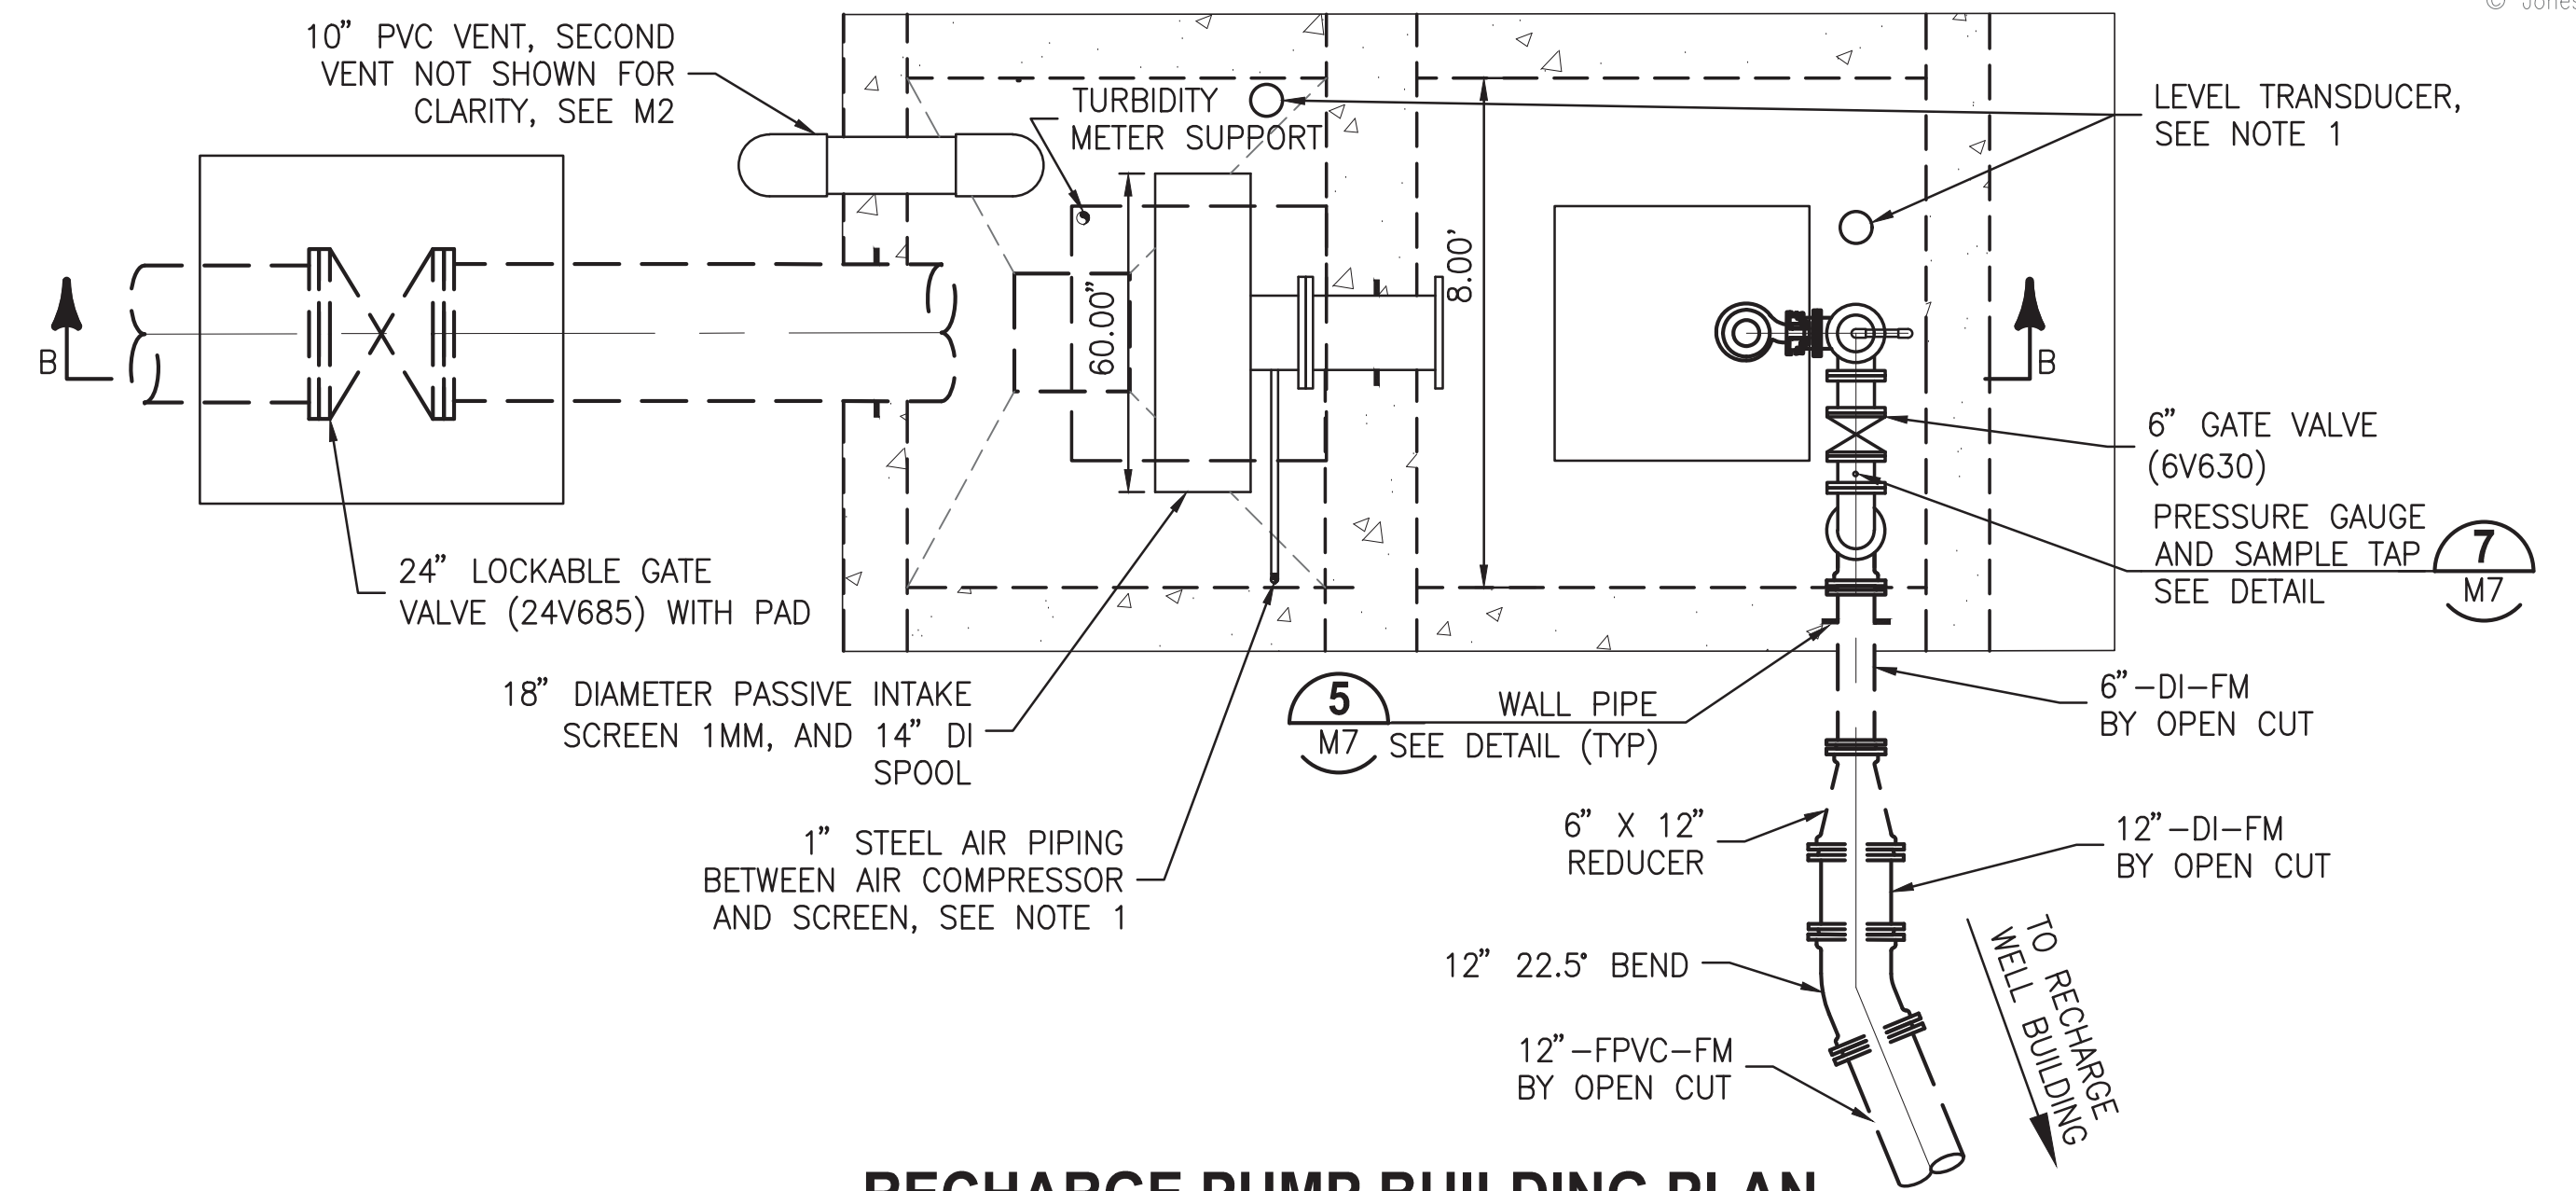 © Jones
10" PVC VENT, SECOND
VENT NOT SHOWN FOR
CLARITY, SEE M2
TURBIDITY
METER SUPPORT
LEVEL TRANSDUCER,
SEE NOTE 1
60.00"
8.00'
B
B
6" GATE VALVE
(6V630)
PRESSURE GAUGE
AND SAMPLE TAP
SEE DETAIL
7
M7
24" LOCKABLE GATE
VALVE (24V685) WITH PAD
18" DIAMETER PASSIVE INTAKE
SCREEN 1MM, AND 14" DI
SPOOL
5
M7
WALL PIPE
SEE DETAIL (TYP)
6"-DI-FM
BY OPEN CUT
1" STEEL AIR PIPING
BETWEEN AIR COMPRESSOR
AND SCREEN, SEE NOTE 1
6" X 12"
REDUCER
12"-DI-FM
BY OPEN CUT
12" 22.5° BEND
TO RECHARGE
WELL BUILDING
12"-FPVC-FM
BY OPEN CUT
RECHARGE PUMP BUILDING PLAN